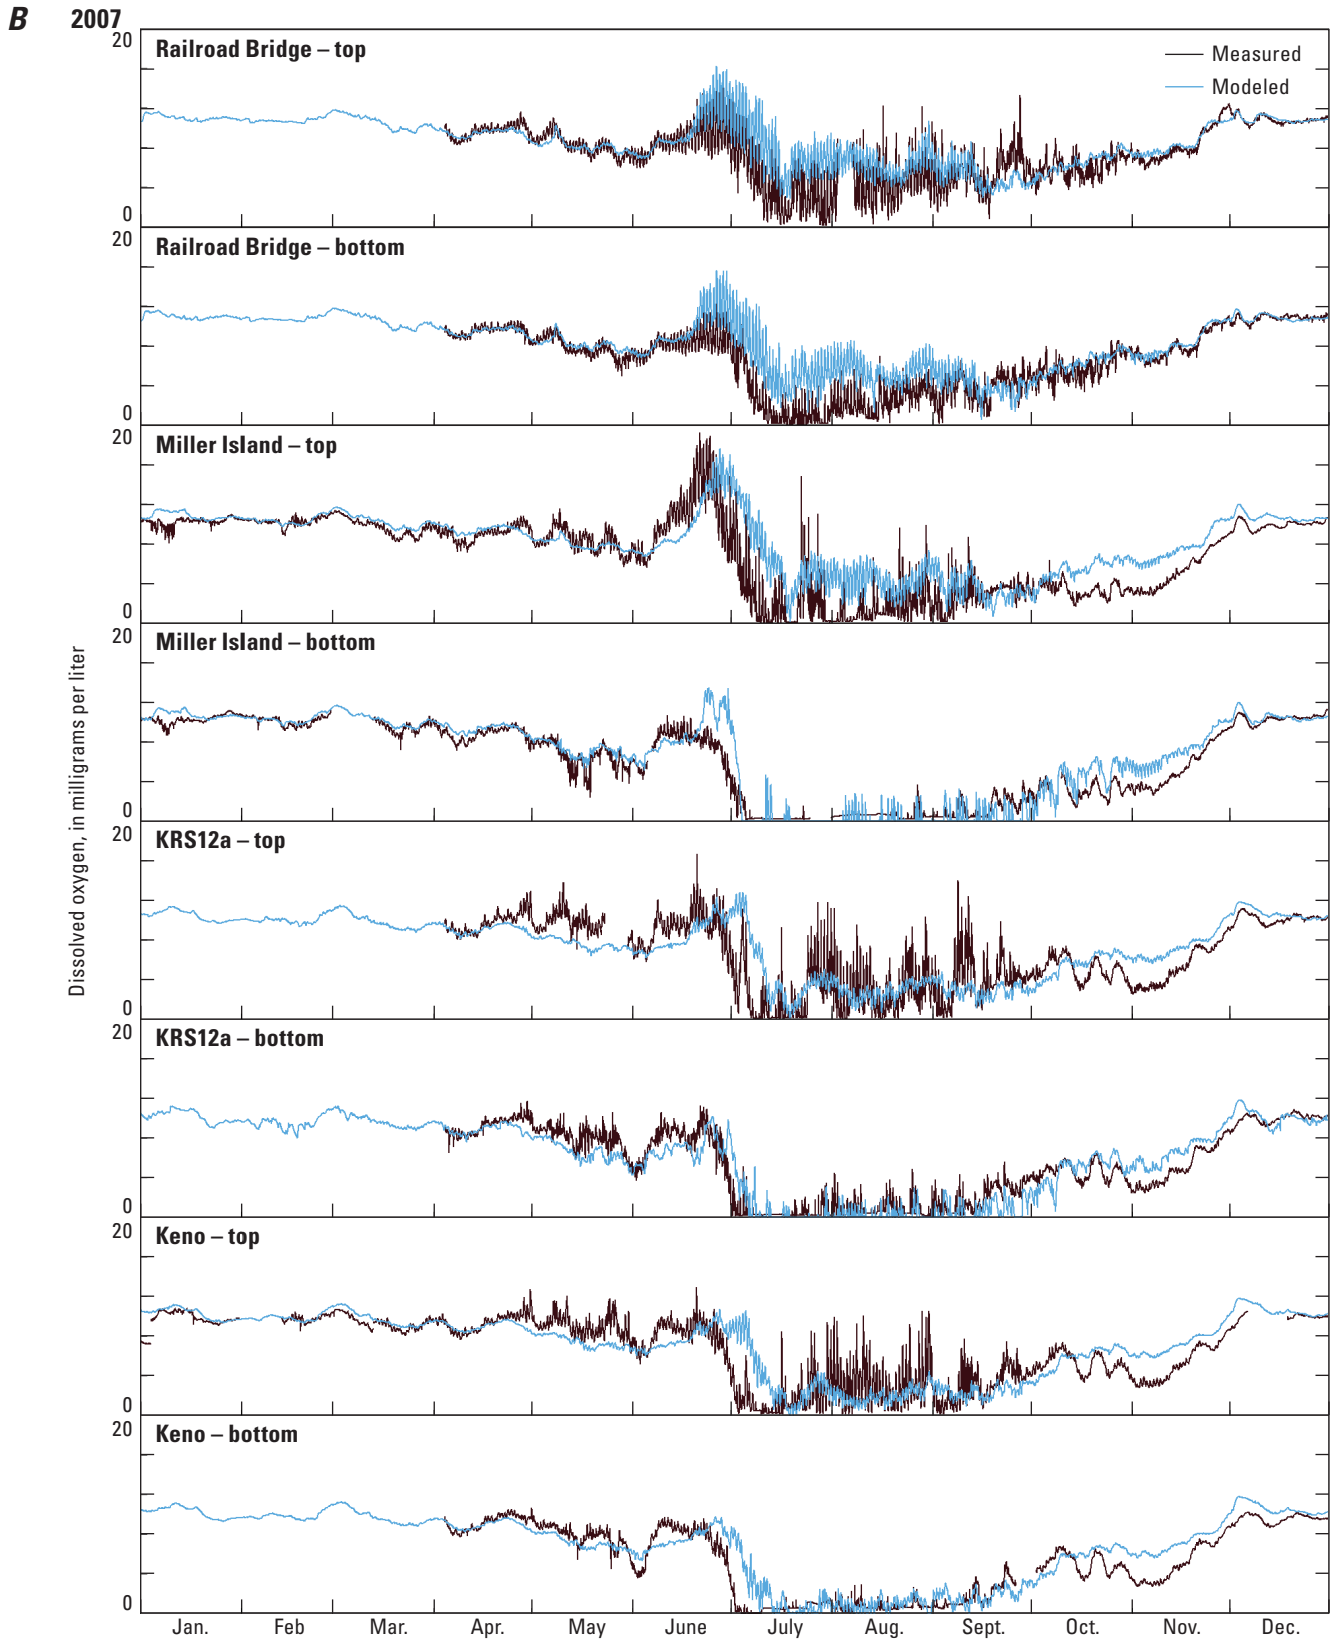 B 2007
20
Railroad Bridge – top
Measured
Modeled
0
20
Railroad Bridge – bottom
0
20
Miller Island – top
0
20
Miller Island – bottom
0
Dissolved oxygen, in milligrams per liter
20
KRS12a – top
0
20
KRS12a – bottom
0
20
Keno – top
0
20
Keno – bottom
0
Jan. Feb Mar. Apr. May June July Aug. Sept. Oct. Nov. Dec.